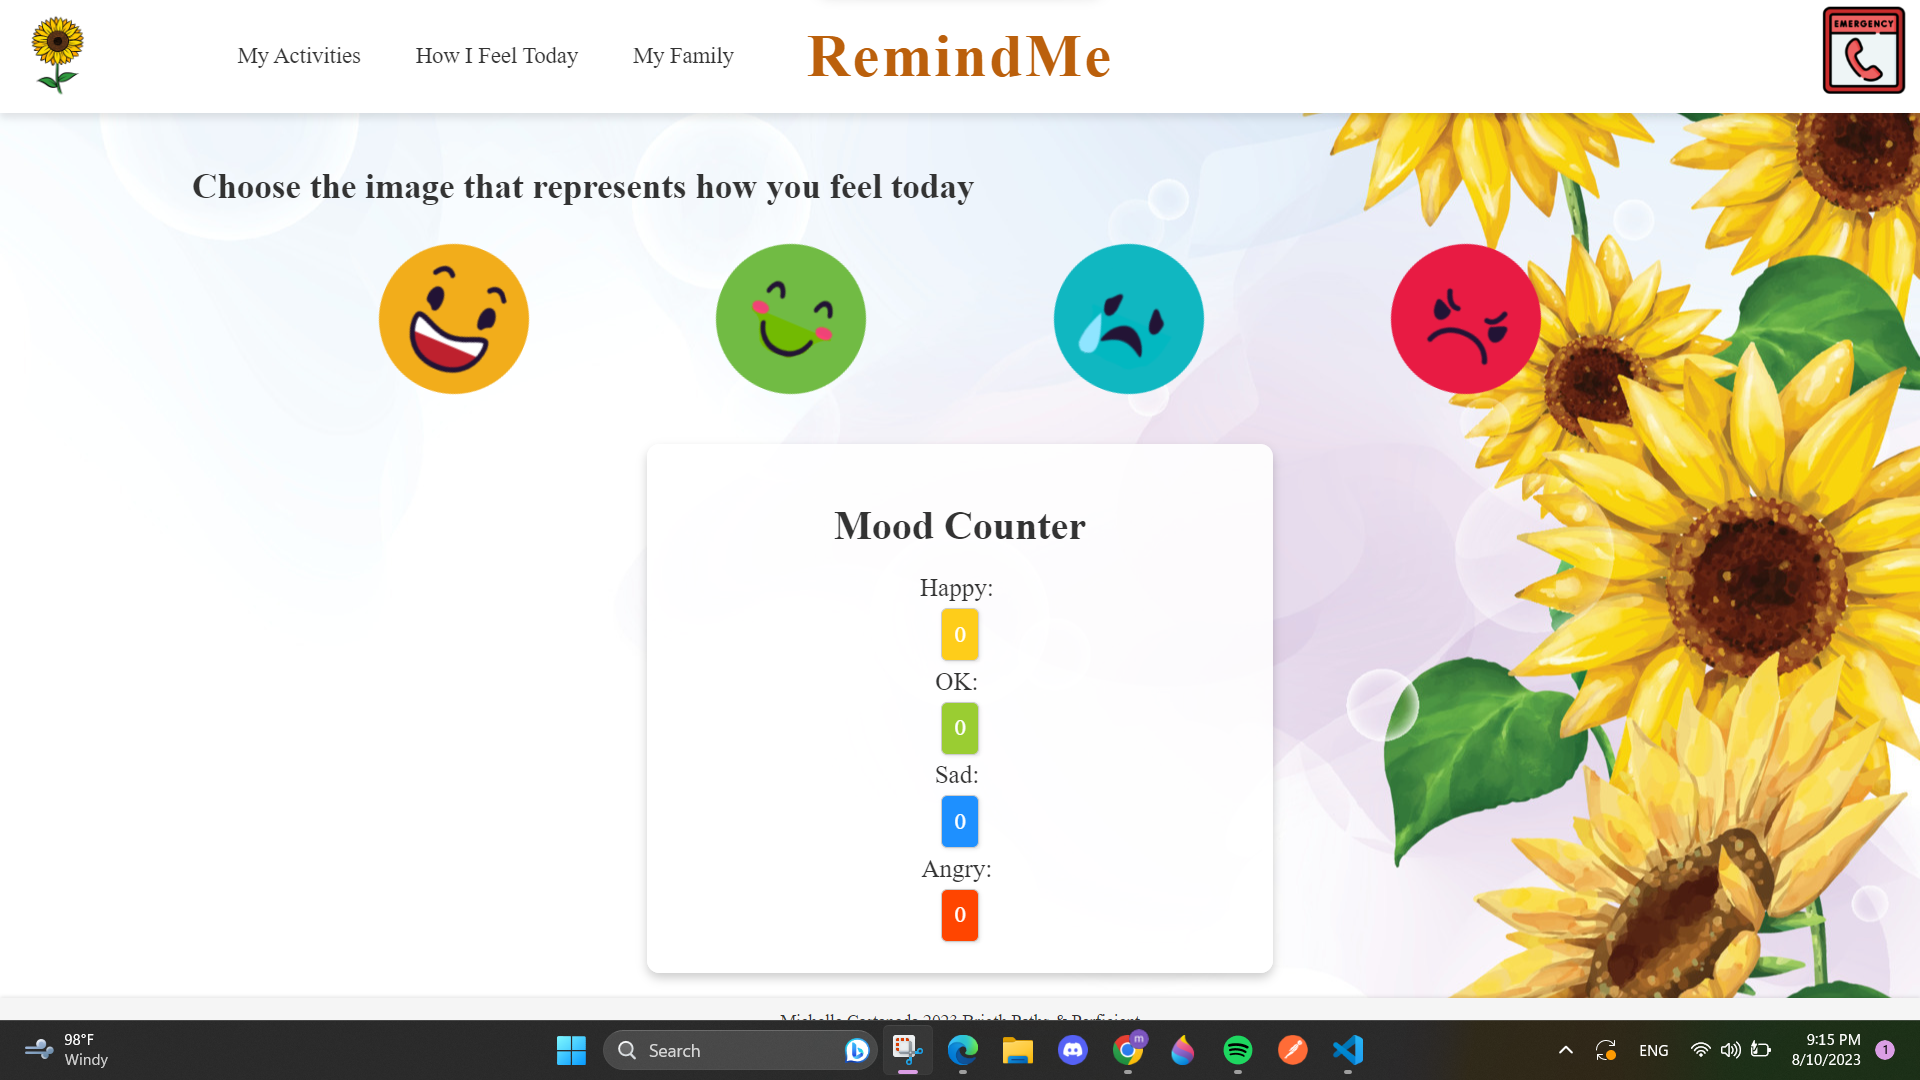 My Activities
How I Feel Today
My Family
RemindMe
EMERGENCY
Choose the image that represents how you feel today
Mood Counter
Happy:
0
OK:
0
Sad:
0
Angry:
0
98°F
Windy
Search
m
ENG
9:15 PM
8/10/2023
1